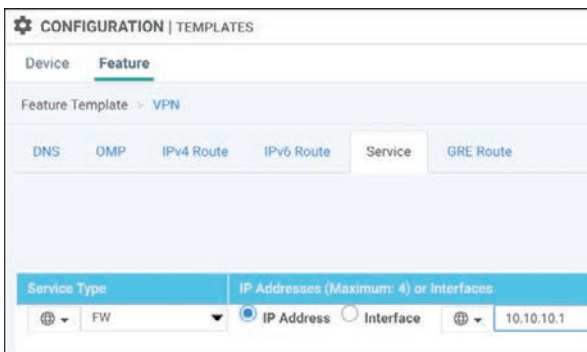 CONFIGURATION | TEMPLATES
Device Feature
Feature Template > VPN
DNS OMP IPv4 Route IPv6 Route Service GRE Route
Service Type IP Addresses (Maximum: 4) or Interfaces
FW IP Address Interface 10.10.10.1